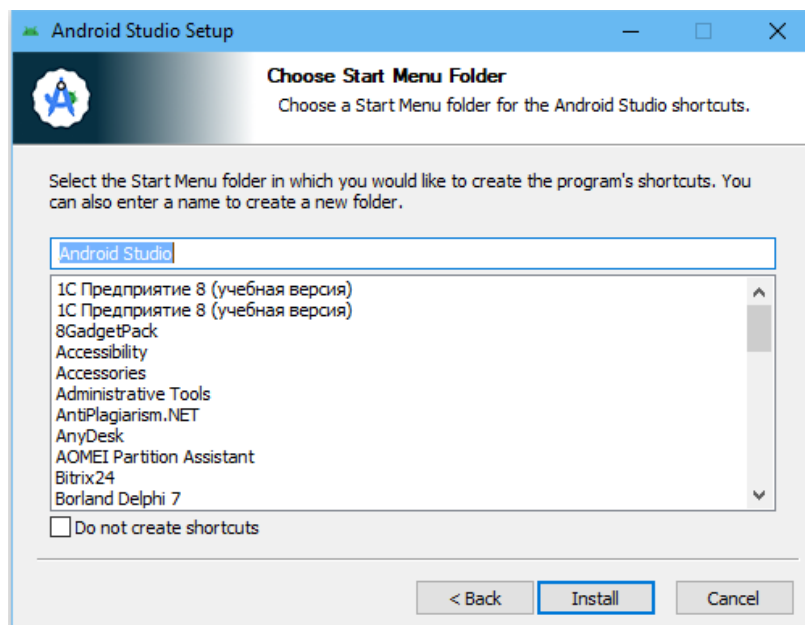 Android Studio Setup
Choose Start Menu Folder
Choose a Start Menu folder for the Android Studio shortcuts.
Select the Start Menu folder in which you would like to create the program's shortcuts. You
can also enter a name to create a new folder.
Android Studio
1С Предприятие 8 (учебная версия)
1С Предприятие 8 (учебная версия)
8GadgetPack
Accessibility
Accessories
Administrative Tools
AntiPlagiarism.NET
AnyDesk
AOMEI Partition Assistant
Bitrix24
Borland Delphi 7
Do not create shortcuts
< Back
Install
Cancel